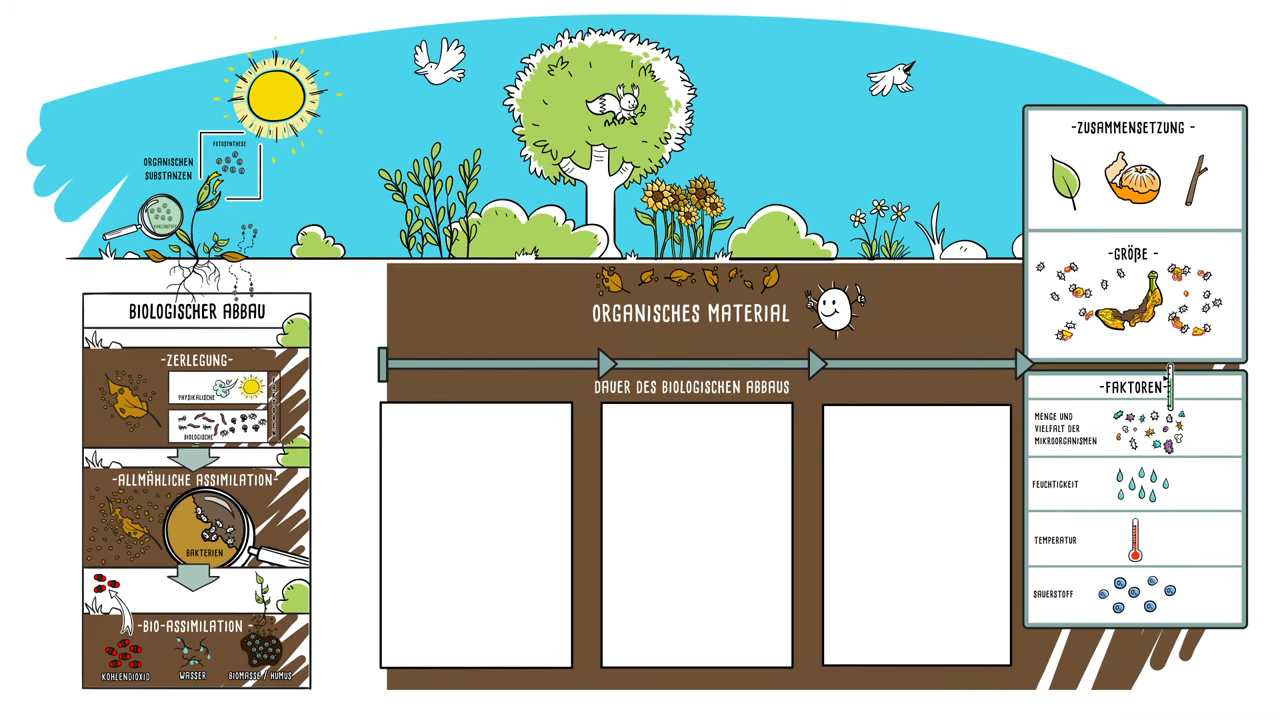 FOTOSYNTHESE
ORGANISCHEN
SUBSTANZEN
BIOLOGISCHER ABBAU
-ZERLEGUNG-
PHYSIKALISCHE
BIOLOGISCHE
-ALLMÄHLICHE ASSIMILATION-
BAKTERIEN
-BIO-ASSIMILATION -
KOHLENDIOXID
WASSER
BIOMASSE / HUMUS
ORGANISCHES MATERIAL
DAUER DES BIOLOGISCHEN ABBAUS
-ZUSAMMENSETZUNG -
-GRÖßE -
-FAKTOREN-
MENGE UND
VIELFALT DER
MIKROORGANISMEN
FEUCHTIGKEIT
TEMPERATUR
SAUERSTOFF